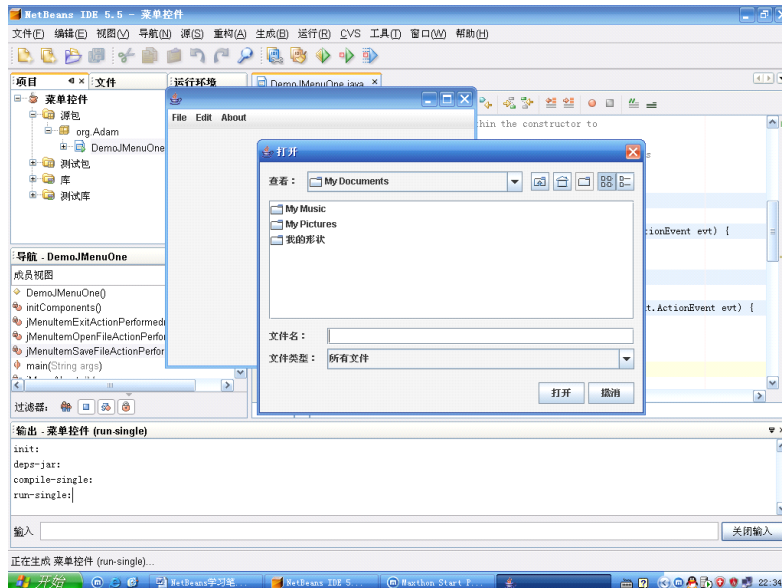 NetBeans IDE 5.5 - 菜单控件
文件(F) 编辑(E) 视图(V) 导航(N) 源(S) 重构(A) 生成(B) 运行(R) CVS 工具(T) 窗口(W) 帮助(H)
项目 文件 运行环境 DemoJMenuOne.java
菜单控件
源包
org.Adam
DemoJMenuOne
测试包
库
测试库
File Edit About
hin the constructor to
打开
查看： My Documents
My Music
My Pictures
我的形状
文件名：
文件类型： 所有文件
打开 撤消
ionEvent evt) {
t.ActionEvent evt) {
导航 - DemoJMenuOne
成员视图
DemoJMenuOne()
initComponents()
jMenuItemExitActionPerformed
jMenuItemOpenFileActionPerfo
jMenuItemSaveFileActionPerfor
main(String args)
过滤器:
输出 - 菜单控件 (run-single)
init:
deps-jar:
compile-single:
run-single:
输入 关闭输入
正在生成 菜单控件 (run-single)...
开始 NetBeans学习笔... NetBeans IDE 5... Maxthon Start P... 22:34